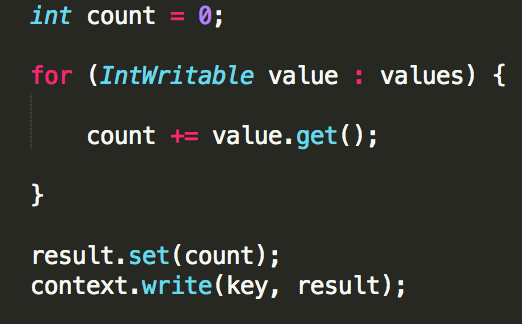 int count = 0;
for (IntWritable value : values) {
count += value.get();
}
result.set(count);
context.write(key, result);